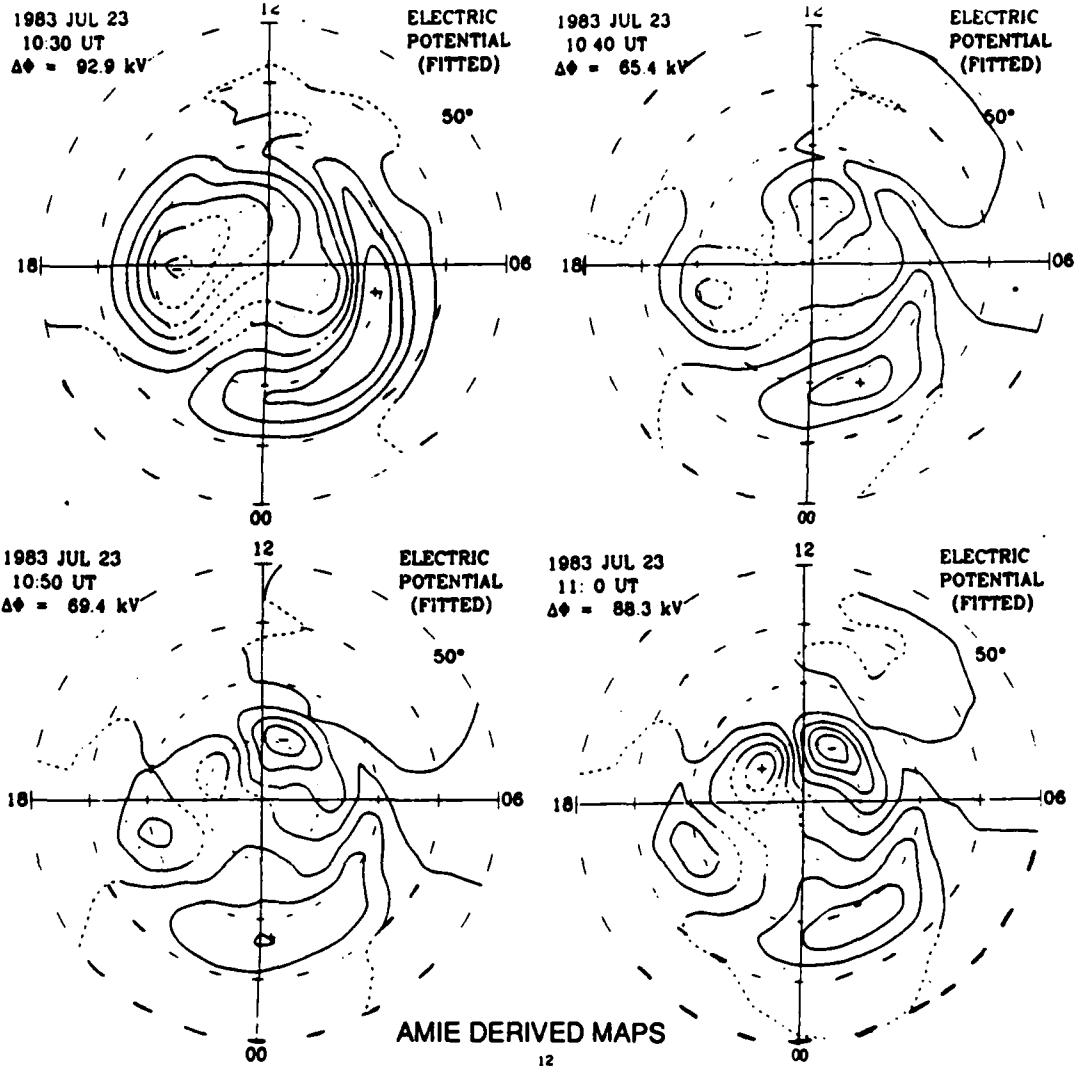 1983 JUL 23
10:30 UT
ΔΦ = 92.9 kV
12
ELECTRIC
POTENTIAL
(FITTED)
50°
18
06
00
1983 JUL 23
10 40 UT
ΔΦ = 65.4 kV
12
ELECTRIC
POTENTIAL
(FITTED)
50°
18
06
00
1983 JUL 23
10:50 UT
ΔΦ = 69.4 kV
12
ELECTRIC
POTENTIAL
(FITTED)
50°
18
06
00
1983 JUL 23
11: 0 UT
ΔΦ = 88.3 kV
12
ELECTRIC
POTENTIAL
(FITTED)
50°
18
06
00
AMIE DERIVED MAPS
12